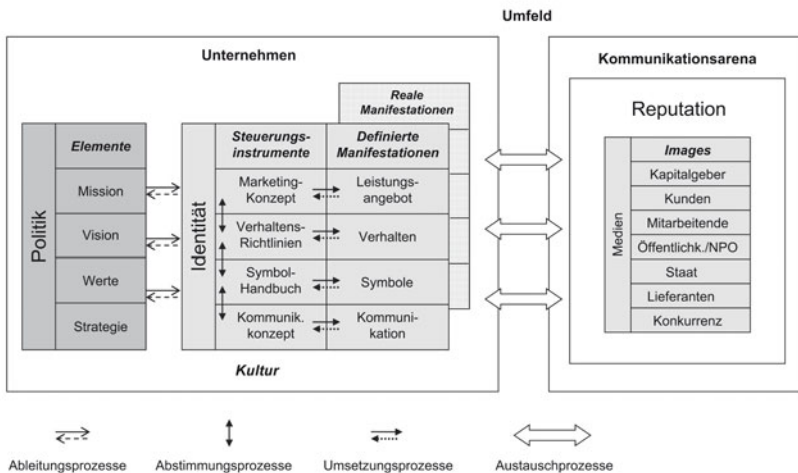 Umfeld
Unternehmen
Kommunikationsarena
Reale
Manifestationen
Reputation
Politik
Elemente
Mission
Vision
Werte
Strategie
Identität
Steuerungs-
instrumente
Definierte
Manifestationen
Marketing-
Konzept
Leistungs-
angebot
Verhaltens-
Richtlinien
Verhalten
Symbol-
Handbuch
Symbole
Kommunik.
konzept
Kommuni-
kation
Kultur
Medien
Images
Kapitalgeber
Kunden
Mitarbeitende
Öffentlichk./NPO
Staat
Lieferanten
Konkurrenz
Ableitungsprozesse
Abstimmungsprozesse
Umsetzungsprozesse
Austauschprozesse